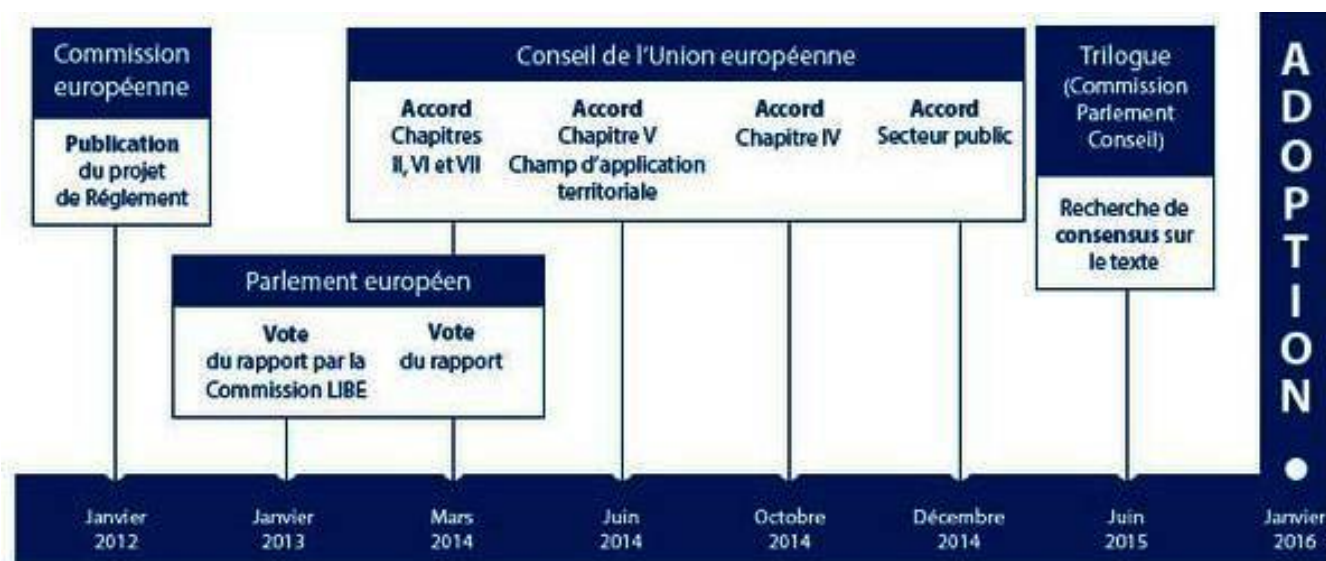 Commission
européenne
Publication
du projet
de Réglement
Conseil de l'Union européenne
Accord
Chapitres
II, VI et VII
Accord
Chapitre V
Champ d'application
territoriale
Accord
Chapitre IV
Accord
Secteur public
Trilogue
(Commission
Parlement
Conseil)
Recherche de
consensus sur
le texte
Parlement européen
Vote
du rapport par la
Commission LIBE
Vote
du rapport
ADOPTION
Janvier
2012
Janvier
2013
Mars
2014
Juin
2014
Octobre
2014
Décembre
2014
Juin
2015
Janvier
2016